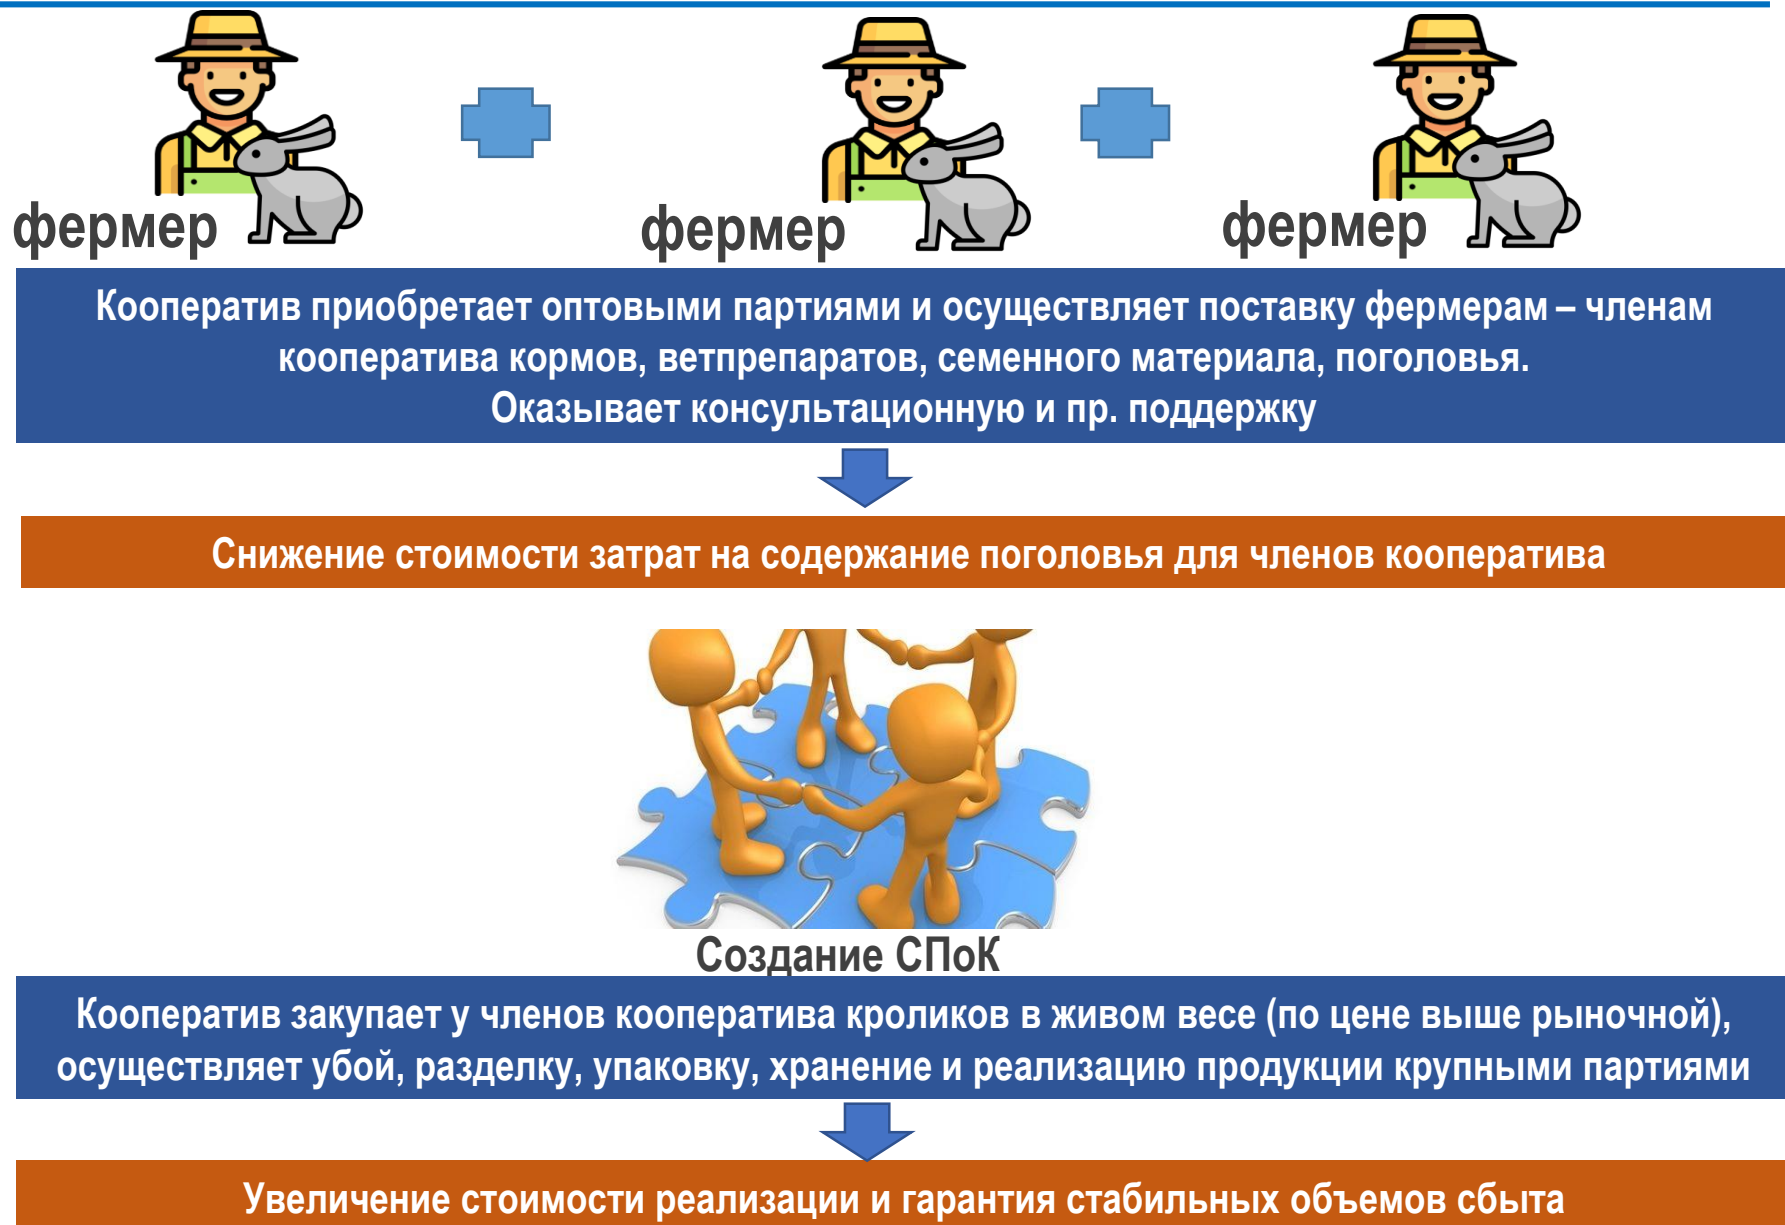 фермер
фермер
фермер
Кооператив приобретает оптовыми партиями и осуществляет поставку фермерам – членам
кооператива кормов, ветпрепаратов, семенного материала, поголовья.
Оказывает консультационную и пр. поддержку
Снижение стоимости затрат на содержание поголовья для членов кооператива
Создание СПоК
Кооператив закупает у членов кооператива кроликов в живом весе (по цене выше рыночной),
осуществляет убой, разделку, упаковку, хранение и реализацию продукции крупными партиями
Увеличение стоимости реализации и гарантия стабильных объемов сбыта